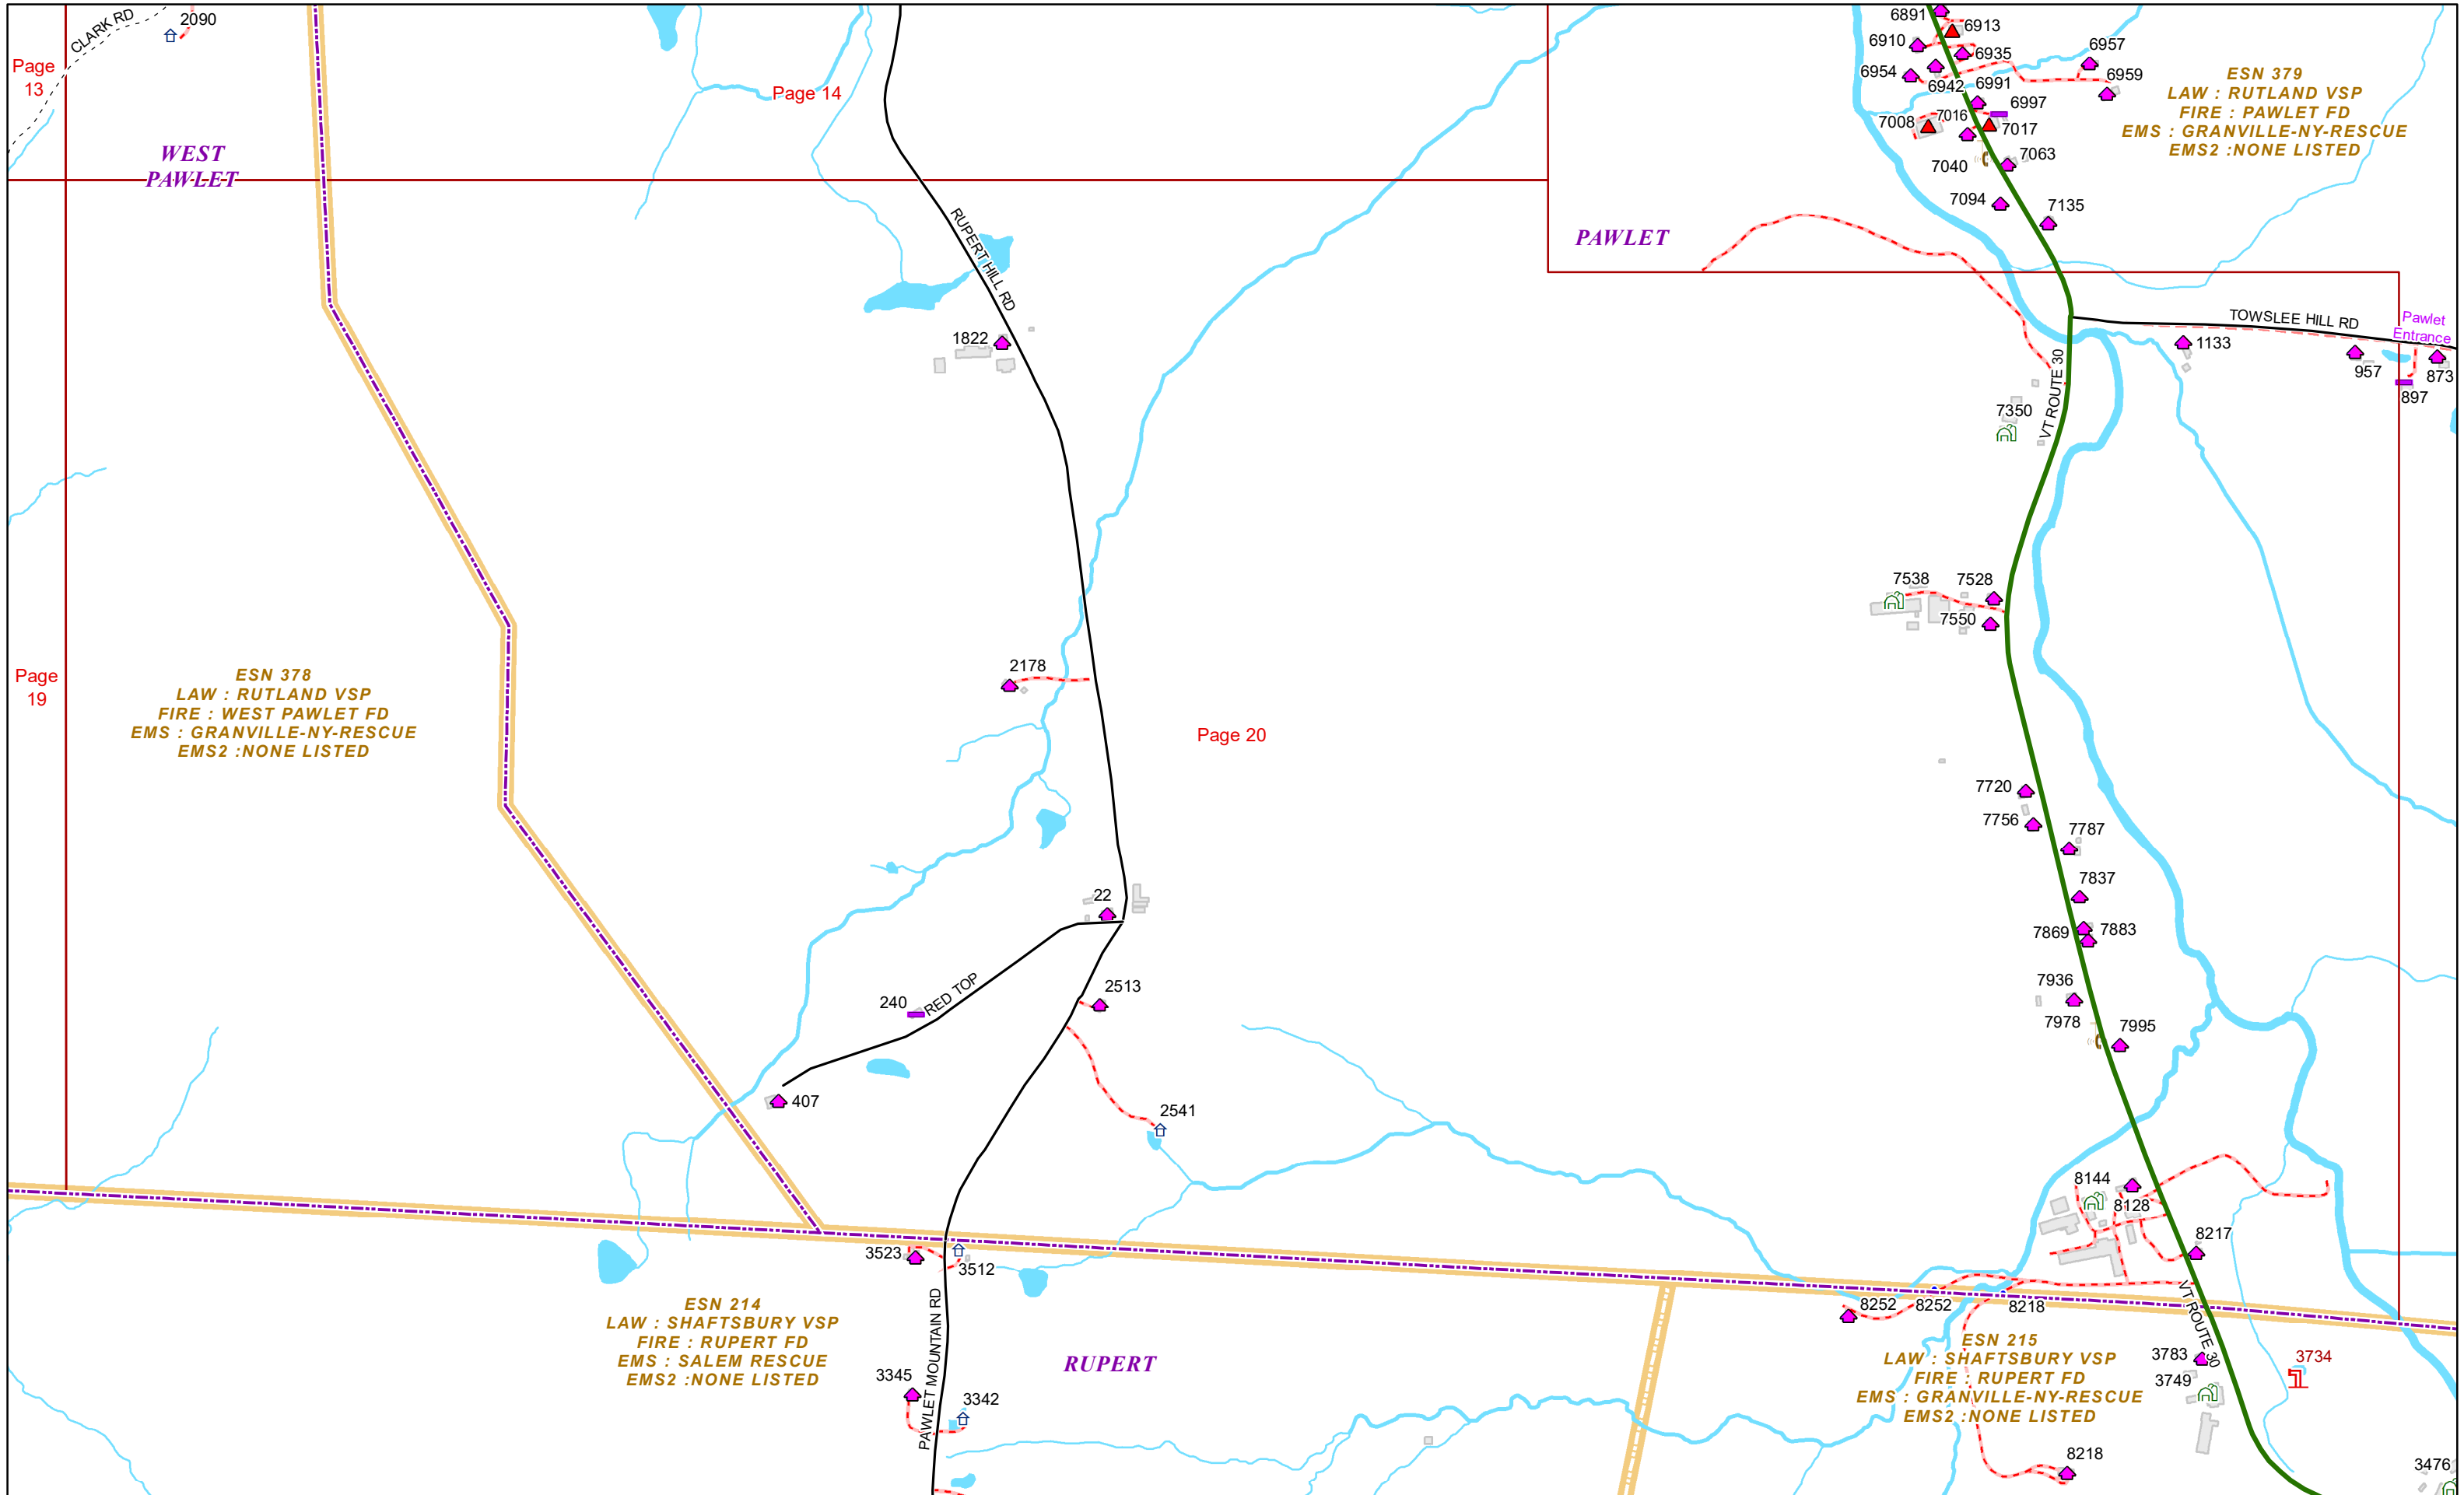 CLARK RD
2090
Page
13
WEST
PAWLET
Page 14
6891
6913
6910
6935
6954
6957
6959
6942
6991
6997
7008
7016
7017
7040
7063
7094
7135
ESN 379
LAW : RUTLAND VSP
FIRE : PAWLET FD
EMS : GRANVILLE-NY-RESCUE
EMS2 :NONE LISTED
PAWLET
RUPERT HILL RD
1822
TOWSLEE HILL RD
Pawlet
Entrance
1133
957
873
897
VT ROUTE 30
7350
7538
7528
7550
Page
19
ESN 378
LAW : RUTLAND VSP
FIRE : WEST PAWLET FD
EMS : GRANVILLE-NY-RESCUE
EMS2 :NONE LISTED
2178
Page 20
7720
7756
7787
7837
7869
7883
7936
7978
7995
22
RED TOP
240
2513
407
2541
8144
8128
8217
3523
3512
8252
8252
8218
VT ROUTE 30
ESN 214
LAW : SHAFTSBURY VSP
FIRE : RUPERT FD
EMS : SALEM RESCUE
EMS2 :NONE LISTED
PAWLET MOUNTAIN RD
RUPERT
ESN 215
LAW : SHAFTSBURY VSP
FIRE : RUPERT FD
EMS : GRANVILLE-NY-RESCUE
EMS2 :NONE LISTED
3783
3749
3734
3345
3342
8218
3476